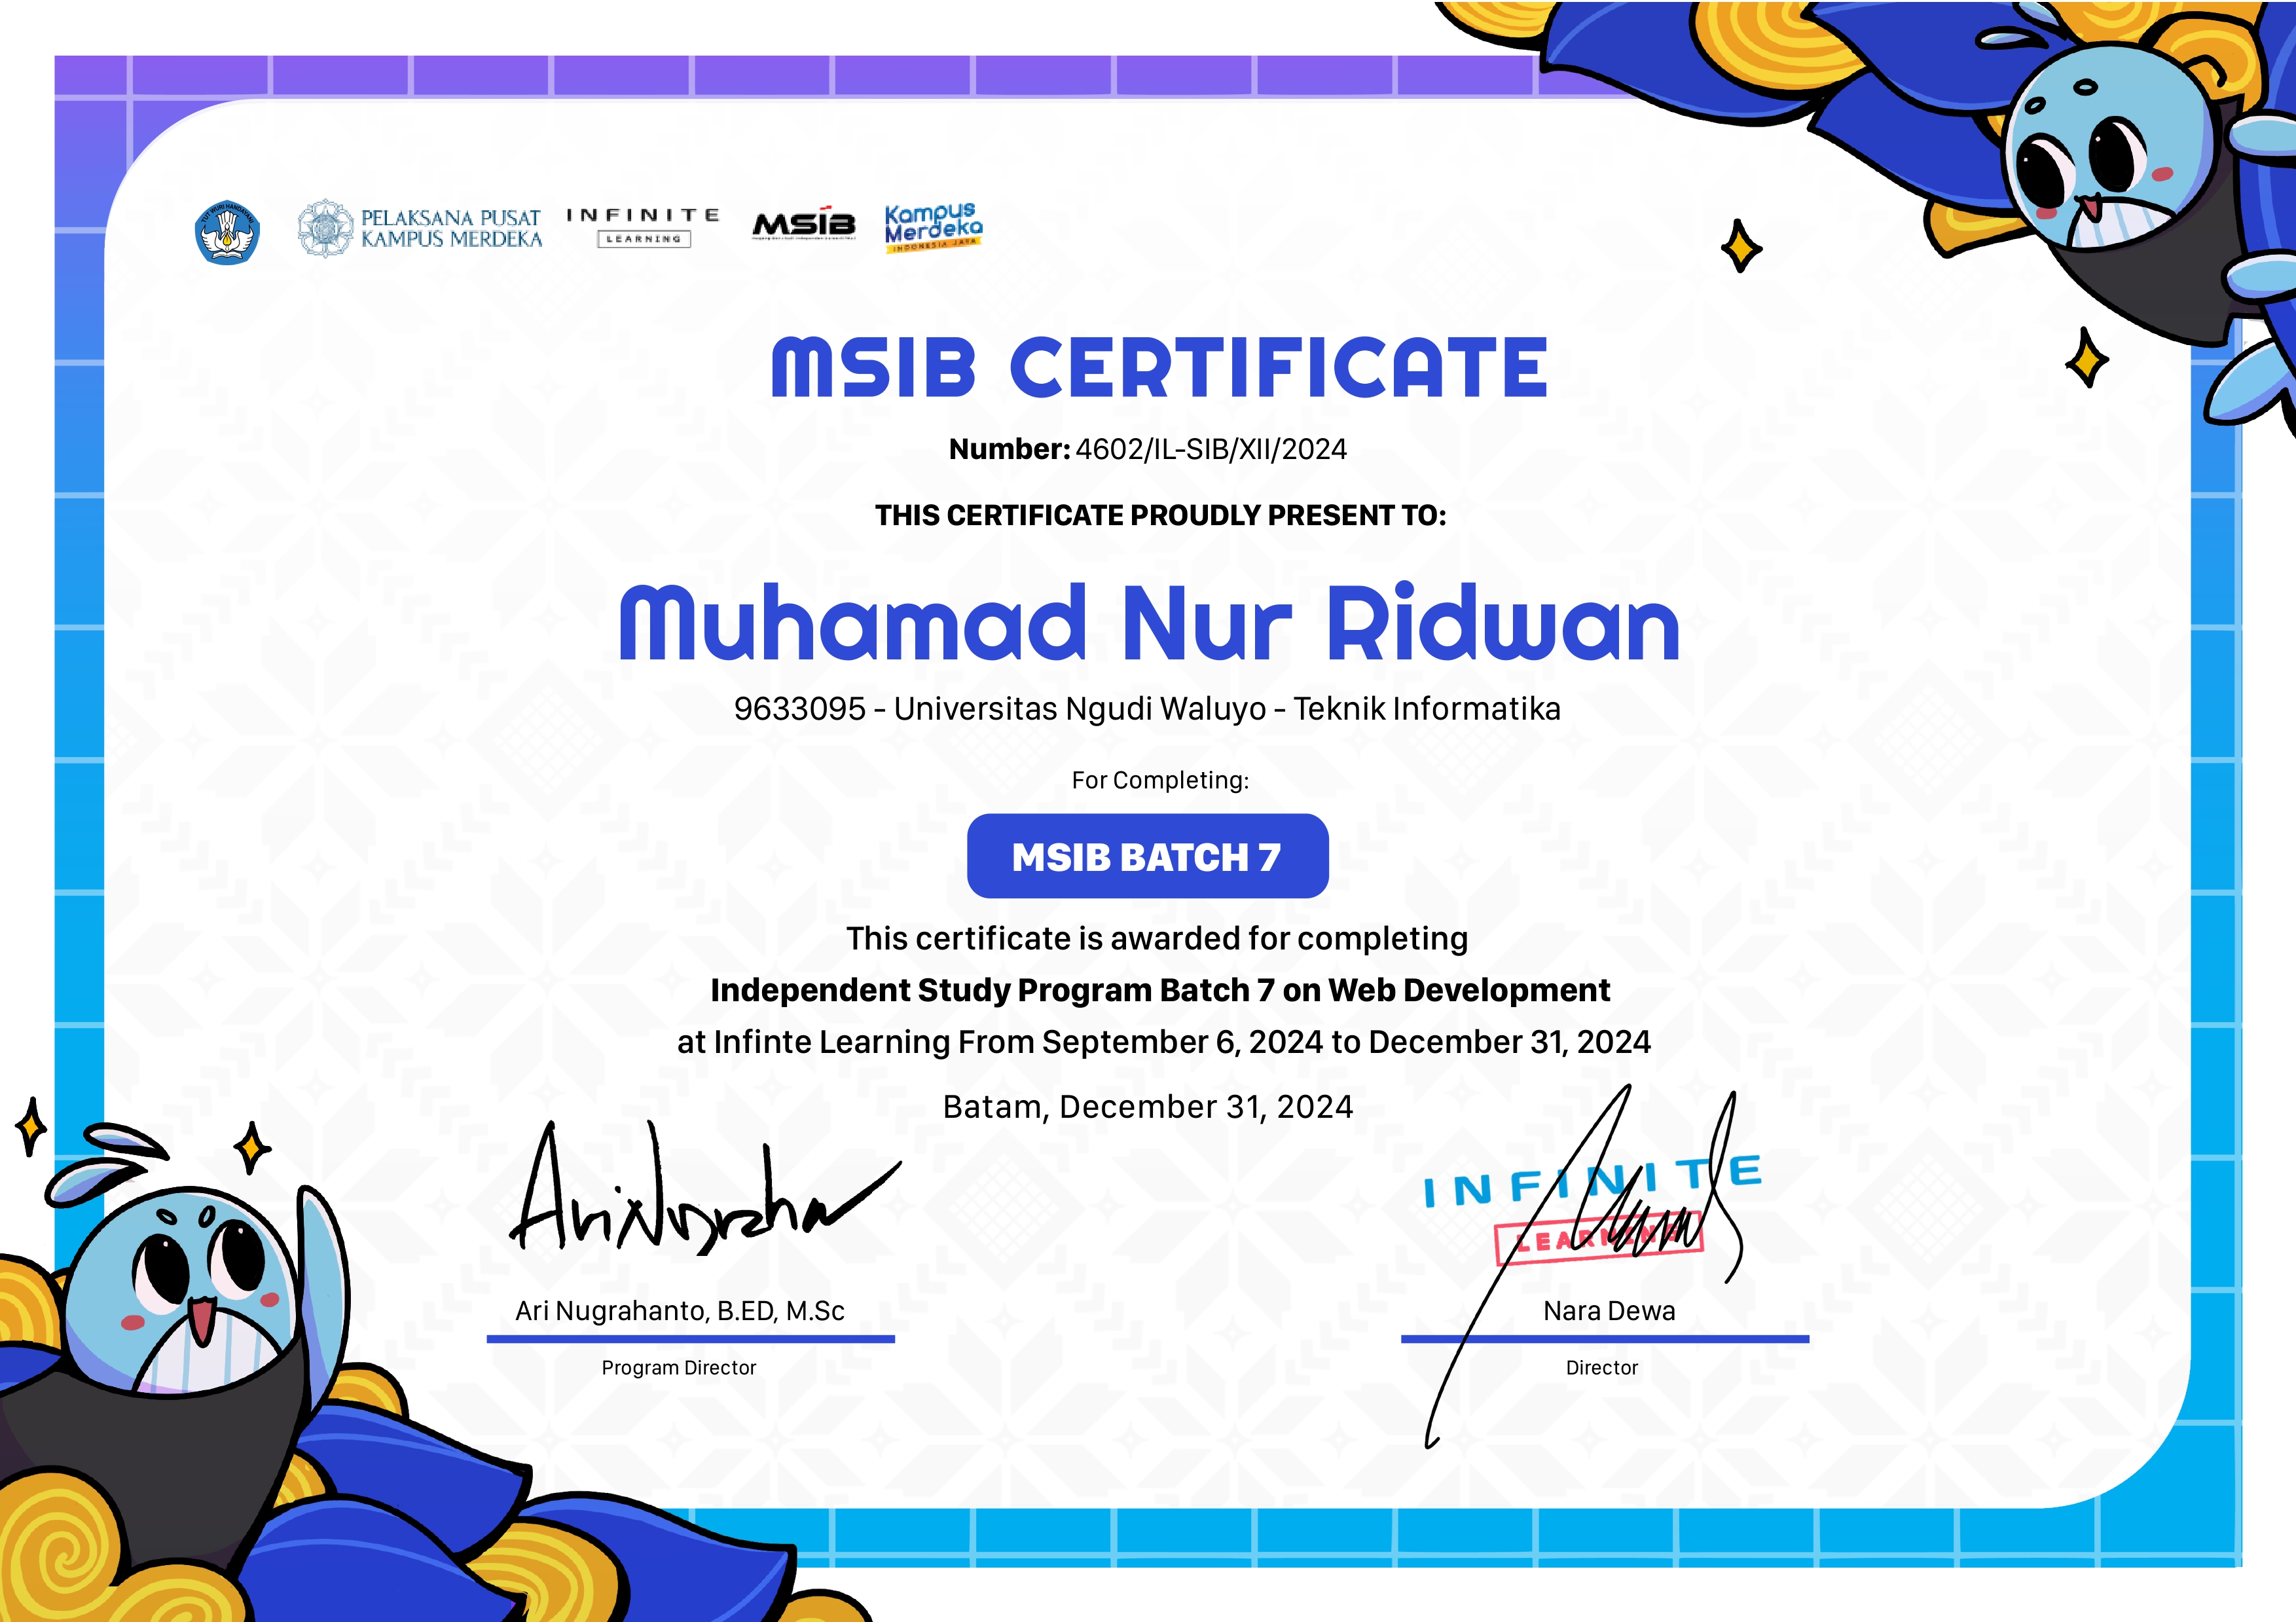 TUT WURI HANDAYANI
PELAKSANA PUSAT
KAMPUS MERDEKA
INFINITE
LEARNING
MSIB
Kampus
Merdeka
INDONESIA JAYA
MSIB CERTIFICATE
Number: 4602/IL-SIB/XII/2024
THIS CERTIFICATE PROUDLY PRESENT TO:
Muhamad Nur Ridwan
9633095 - Universitas Ngudi Waluyo - Teknik Informatika
For Completing:
MSIB BATCH 7
This certificate is awarded for completing
Independent Study Program Batch 7 on Web Development
at Infinte Learning From September 6, 2024 to December 31, 2024
Batam, December 31, 2024
INFINITE
LEARNING
Ari Nugrahanto, B.ED, M.Sc
Nara Dewa
Program Director
Director